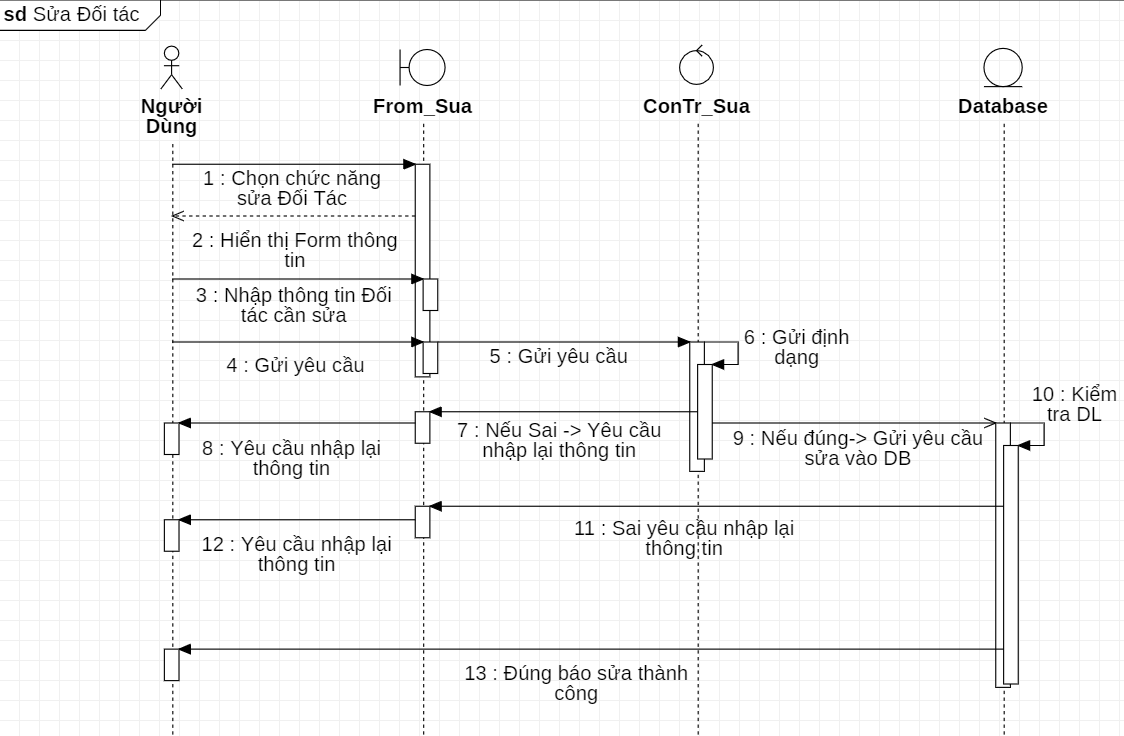 sd Sửa Đối tác
Người
Dùng
From_Sua
ConTr_Sua
Database
1 : Chọn chức năng
sửa Đối Tác
2 : Hiển thị Form thông
tin
3 : Nhập thông tin Đối
tác cần sửa
4 : Gửi yêu cầu
5 : Gửi yêu cầu
6 : Gửi định
dạng
7 : Nếu Sai -> Yêu cầu
nhập lại thông tin
8 : Yêu cầu nhập lại
thông tin
9 : Nếu đúng-> Gửi yêu cầu
sửa vào DB
10 : Kiểm
tra DL
11 : Sai yêu cầu nhập lại
thông tin
12 : Yêu cầu nhập lại
thông tin
13 : Đúng báo sửa thành
công